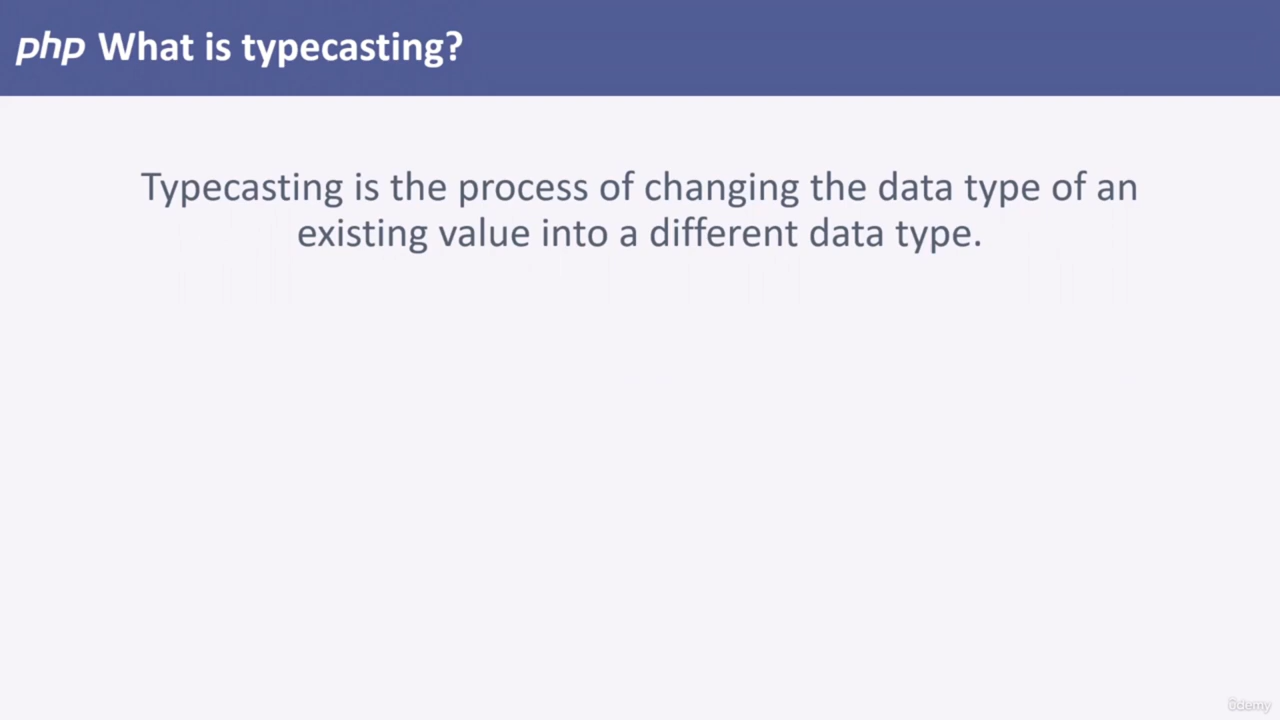 php What is typecasting?
Typecasting is the process of changing the data type of an
existing value into a different data type.
ûdemy